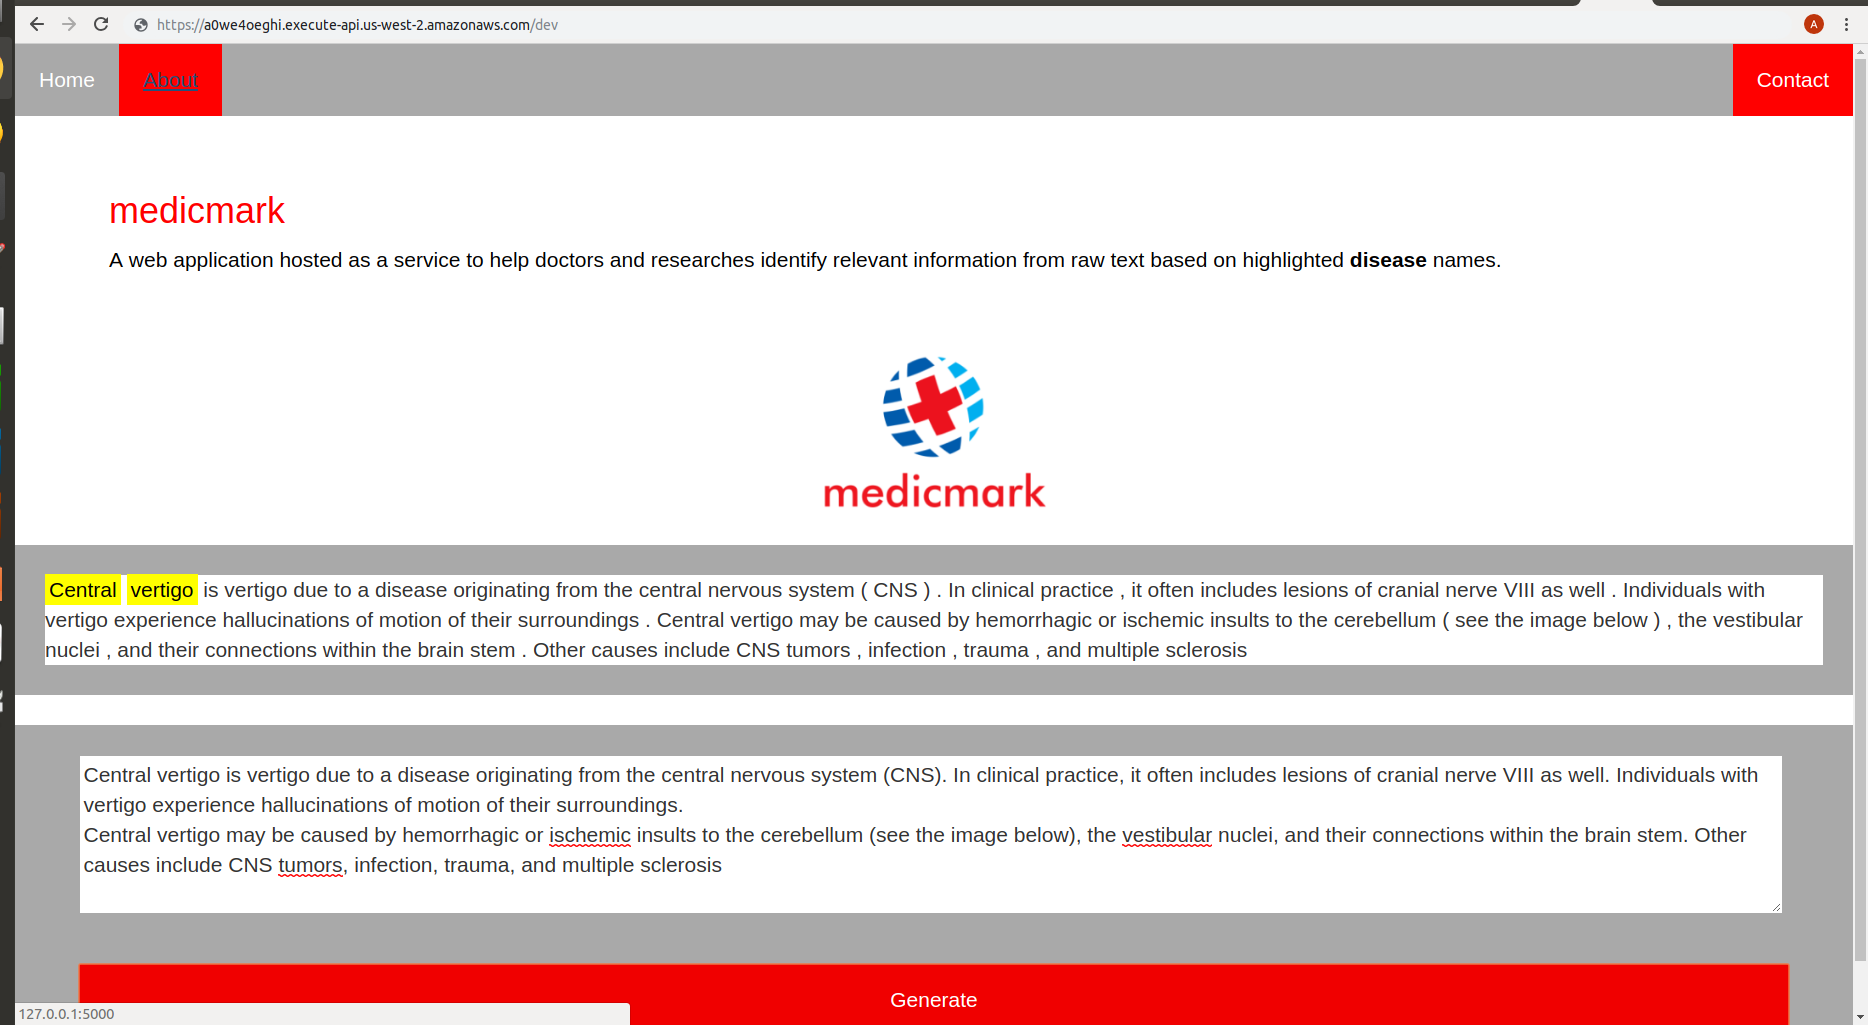 https://a0we4oeghi.execute-api.us-west-2.amazonaws.com/dev
A
Home
About
Contact
medicmark
A web application hosted as a service to help doctors and researches identify relevant information from raw text based on highlighted disease names.
medicmark
Central vertigo is vertigo due to a disease originating from the central nervous system ( CNS ) . In clinical practice , it often includes lesions of cranial nerve VIII as well . Individuals with
vertigo experience hallucinations of motion of their surroundings . Central vertigo may be caused by hemorrhagic or ischemic insults to the cerebellum ( see the image below ) , the vestibular
nuclei , and their connections within the brain stem . Other causes include CNS tumors , infection , trauma , and multiple sclerosis
Central vertigo is vertigo due to a disease originating from the central nervous system (CNS). In clinical practice, it often includes lesions of cranial nerve VIII as well. Individuals with
vertigo experience hallucinations of motion of their surroundings.
Central vertigo may be caused by hemorrhagic or ischemic insults to the cerebellum (see the image below), the vestibular nuclei, and their connections within the brain stem. Other
causes include CNS tumors, infection, trauma, and multiple sclerosis
Generate
127.0.0.1:5000